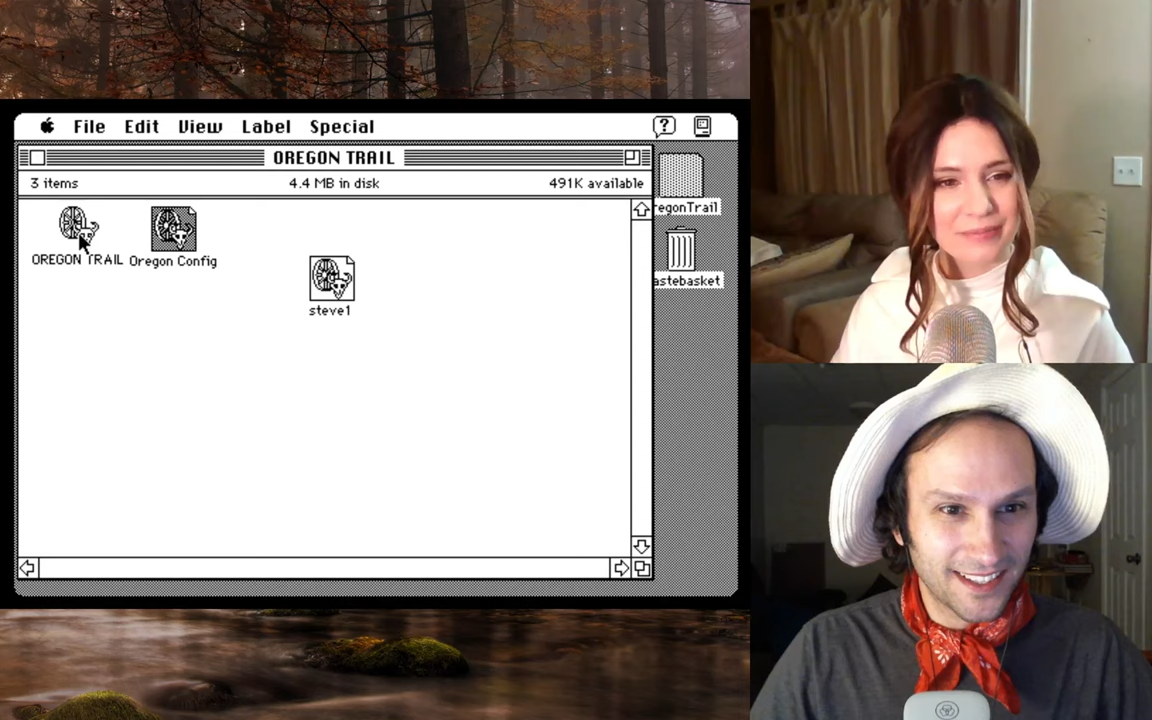 File Edit View Label Special
OREGON TRAIL
3 items 4.4 MB in disk 491K available
regonTrail
OREGON TRAIL Oregon Config
astebasket
steve1